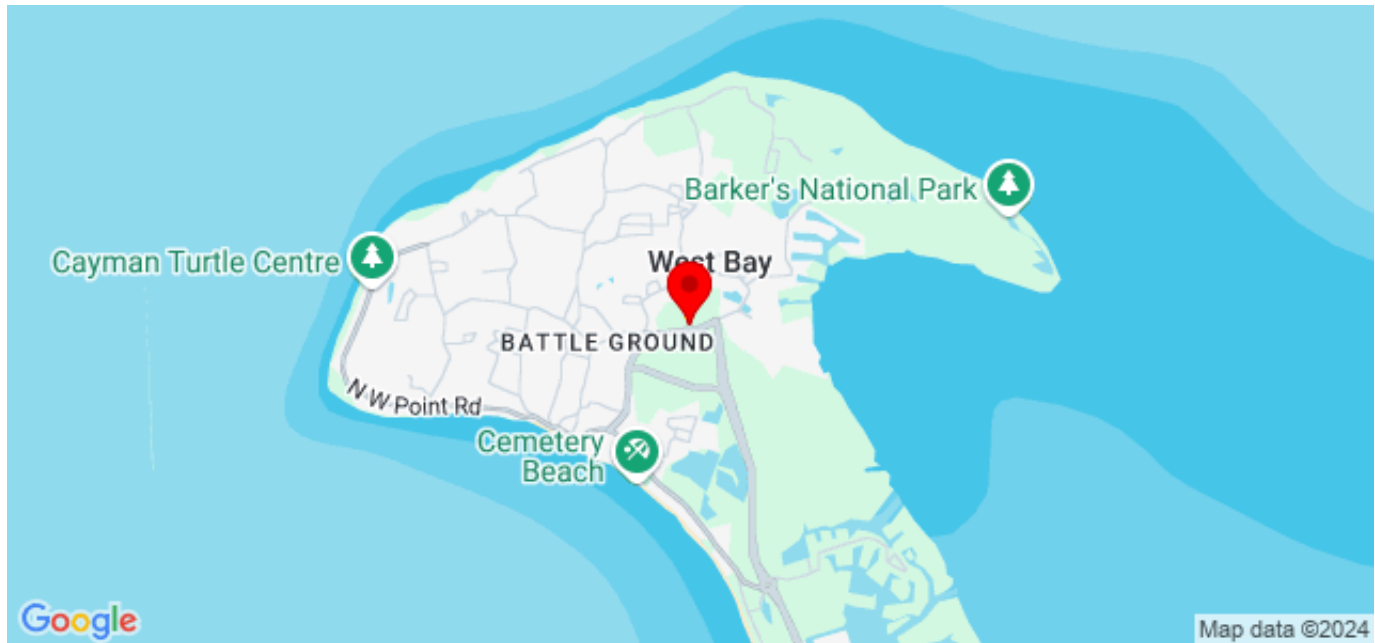 Barker's National Park
Cayman Turtle Centre
West Bay
BATTLE GROUND
N W Point Rd
Cemetery
Beach
Google
Map data ©2024